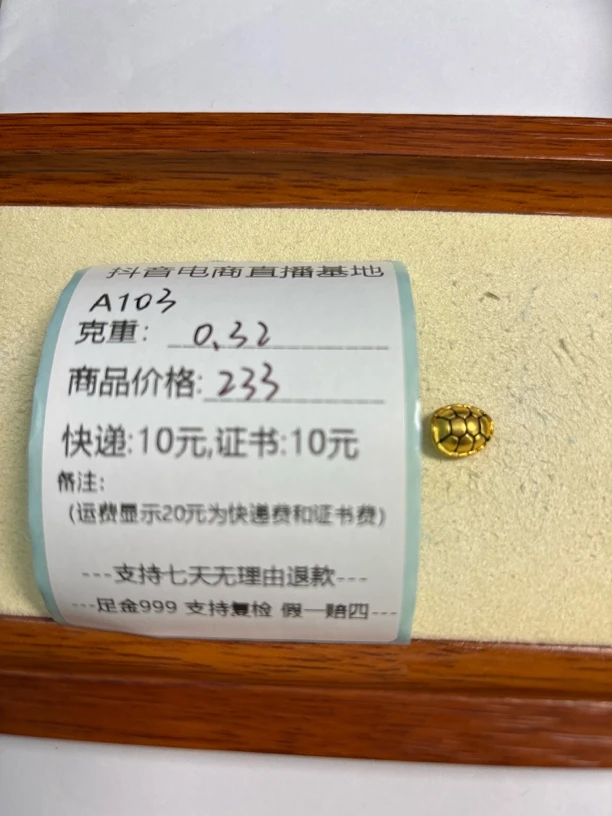 抖音电商直播基地
A103
克重: 0.32
商品价格: 233
快递:10元,证书:10元
备注:
(运费显示20元为快递费和证书费)
---支持七天无理由退款---
---足金999 支持复检 假一赔四---